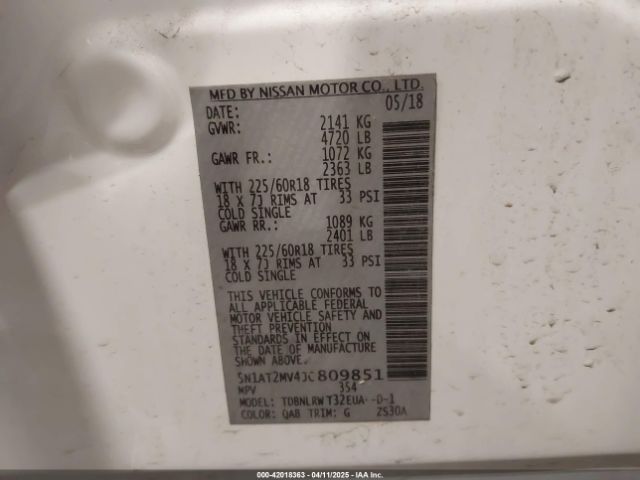 MFD BY NISSAN MOTOR CO., LTD.
DATE: 05/18
GVWR: 2141 KG
4720 LB
GAWR FR.: 1072 KG
2363 LB
WITH 225/60R18 TIRES
18 X 7J RIMS AT 33 PSI
COLD SINGLE
GAWR RR.: 1089 KG
2401 LB
WITH 225/60R18 TIRES
18 X 7J RIMS AT 33 PSI
COLD SINGLE
THIS VEHICLE CONFORMS TO
ALL APPLICABLE FEDERAL
MOTOR VEHICLE SAFETY AND
THEFT PREVENTION
STANDARDS IN EFFECT ON
THE DATE OF MANUFACTURE
SHOWN ABOVE.
5N1AT2MV4JC809851
MPV 354
MODEL: TDBNLRWT32EUA--D-1
COLOR: QAB TRIM: G ZS30A
000-42018363 - 04/11/2025 - IAA Inc.